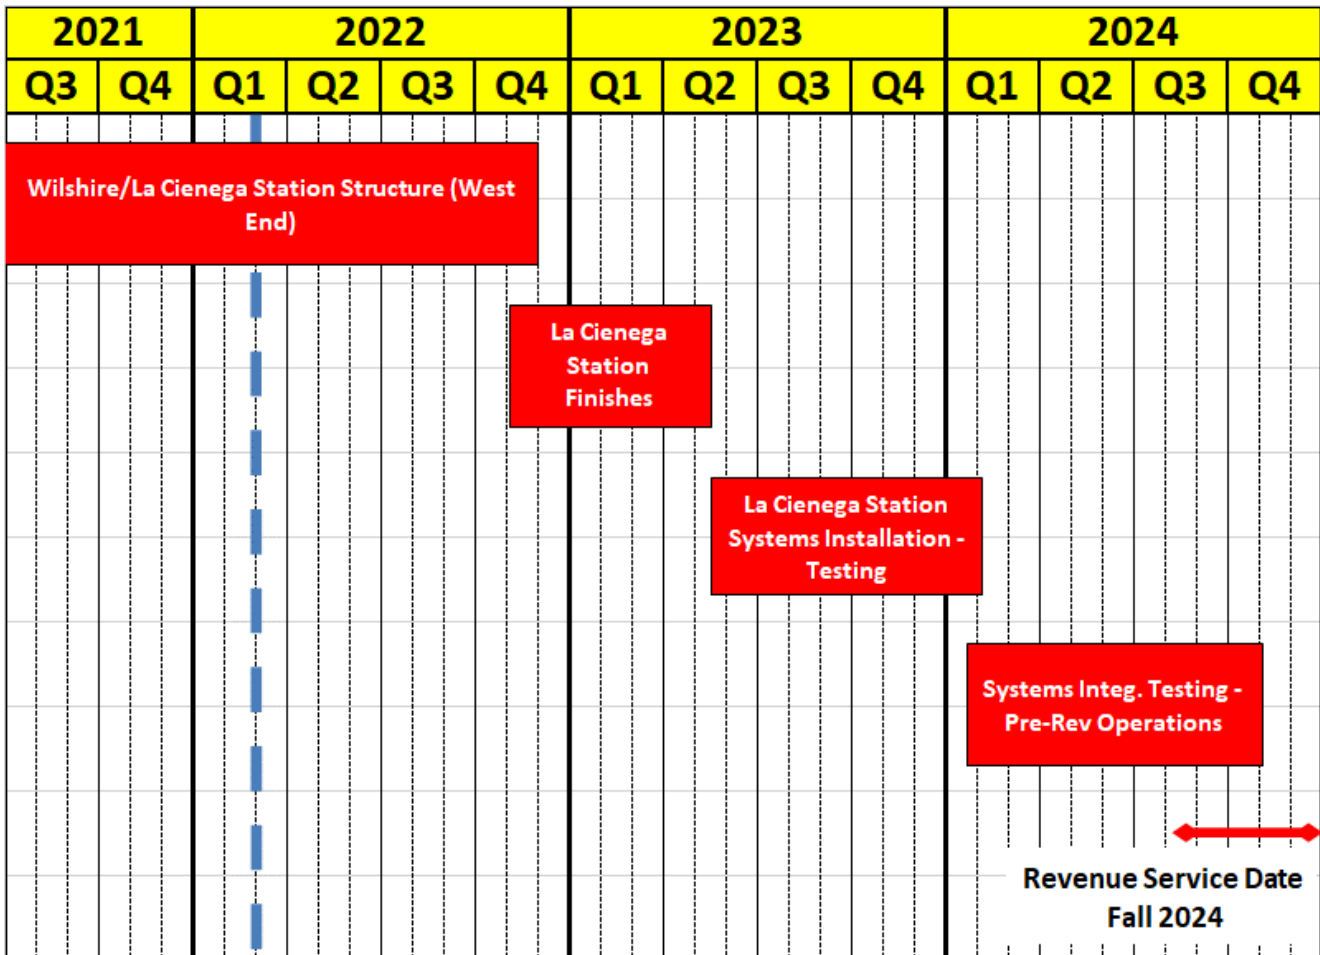 2021 2022 2023 2024
Q3 Q4 Q1 Q2 Q3 Q4 Q1 Q2 Q3 Q4 Q1 Q2 Q3 Q4
Wilshire/La Cienega Station Structure (West
End)
La Cienega
Station
Finishes
La Cienega Station
Systems Installation -
Testing
Systems Integ. Testing -
Pre-Rev Operations
Revenue Service Date
Fall 2024